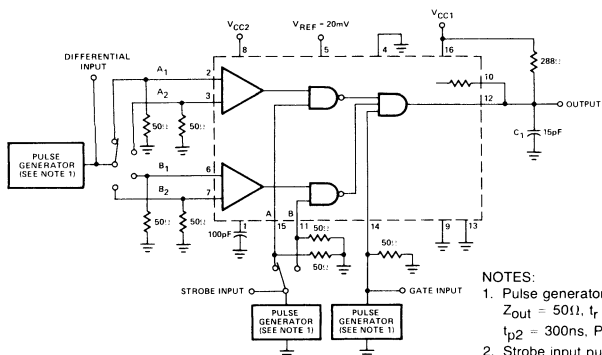 VCC2
VREF = 20mV
VCC1
8
5
4
16
DIFFERENTIAL
INPUT
A1
2
A2
3
50Ω
50Ω
288Ω
10
12
OUTPUT
C1
15pF
PULSE
GENERATOR
(SEE NOTE 1)
B1
6
B2
7
50Ω
50Ω
100pF
1
A
15
B
11
14
9
13
50Ω
50Ω
50Ω
STROBE INPUT
GATE INPUT
PULSE
GENERATOR
(SEE NOTE 1)
PULSE
GENERATOR
(SEE NOTE 1)
NOTES:
1. Pulse generator
Zout = 50Ω, tr
tp2 = 300ns, P
2. Strobe input pu